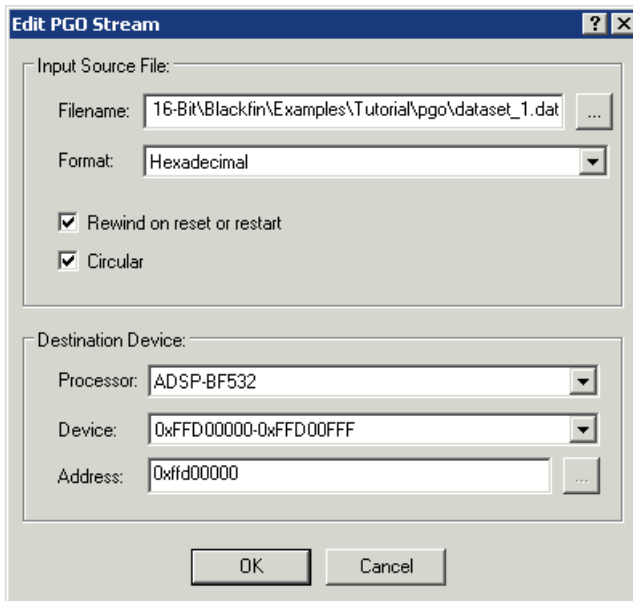 Edit PGO Stream
Input Source File:
Filename: 16-Bit\Blackfin\Examples\Tutorial\pgo\dataset_1.dat ...
Format: Hexadecimal
Rewind on reset or restart
Circular
Destination Device:
Processor: ADSP-BF532
Device: 0xFFD00000-0xFFD00FFF
Address: 0xffd00000 ...
OK Cancel